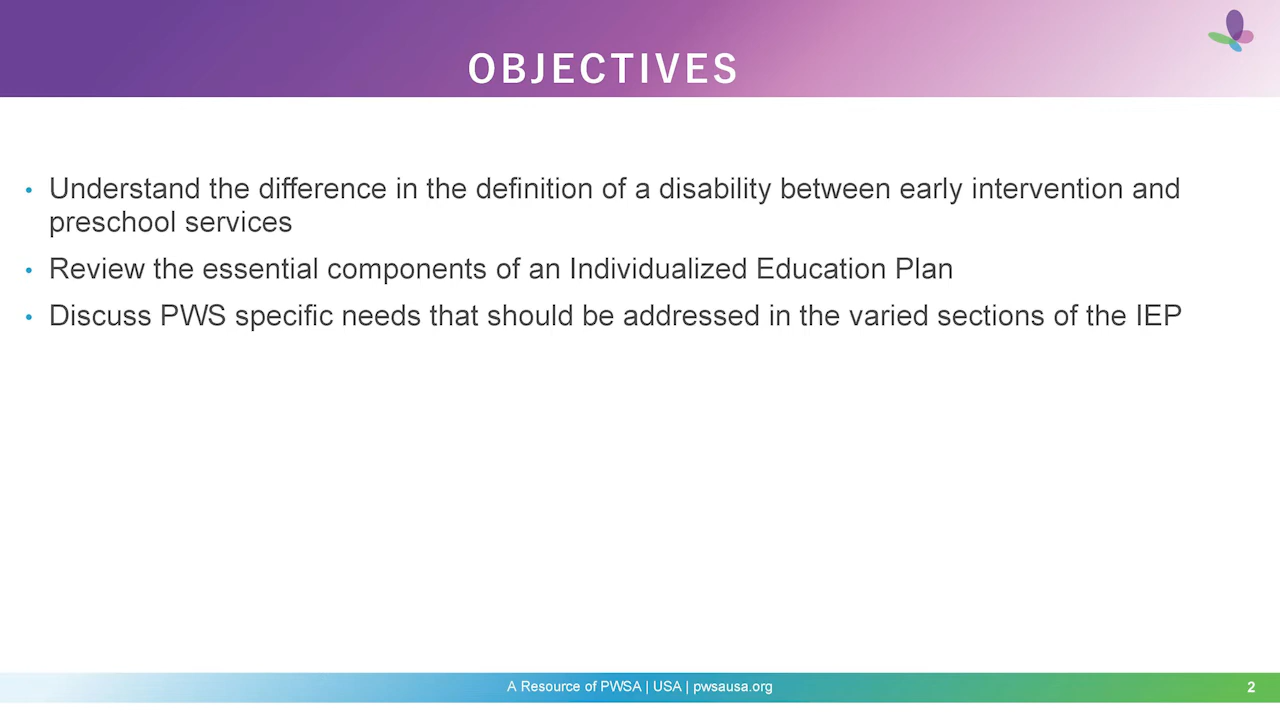 OBJECTIVES
• Understand the difference in the definition of a disability between early intervention and
preschool services
• Review the essential components of an Individualized Education Plan
• Discuss PWS specific needs that should be addressed in the varied sections of the IEP
A Resource of PWSA | USA | pwsausa.org
2